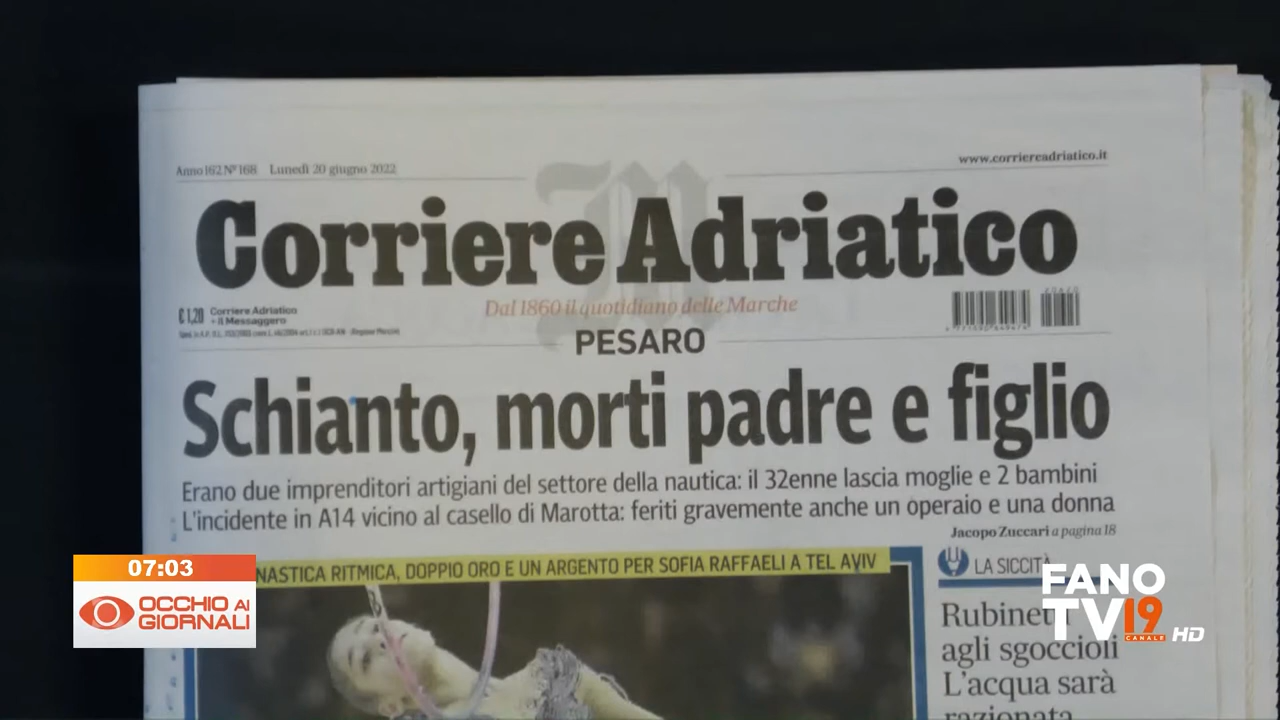 Anno 162 N° 168 Lunedì 20 giugno 2022
www.corriereadriatico.it
Corriere Adriatico
Dal 1860 il quotidiano delle Marche
€ 1,20 Corriere Adriatico
+ Il Messaggero
PESARO
Schianto, morti padre e figlio
Erano due imprenditori artigiani del settore della nautica: il 32enne lascia moglie e 2 bambini
L'incidente in A14 vicino al casello di Marotta: feriti gravemente anche un operaio e una donna
Jacopo Zuccari a pagina 18
NASTICA RITMICA, DOPPIO ORO E UN ARGENTO PER SOFIA RAFFAELI A TEL AVIV
LA SICCITÀ
Rubinetti
agli sgoccioli
L'acqua sarà
razionata
07:03
OCCHIO AI
GIORNALI
FANO
TV19
CANALE HD